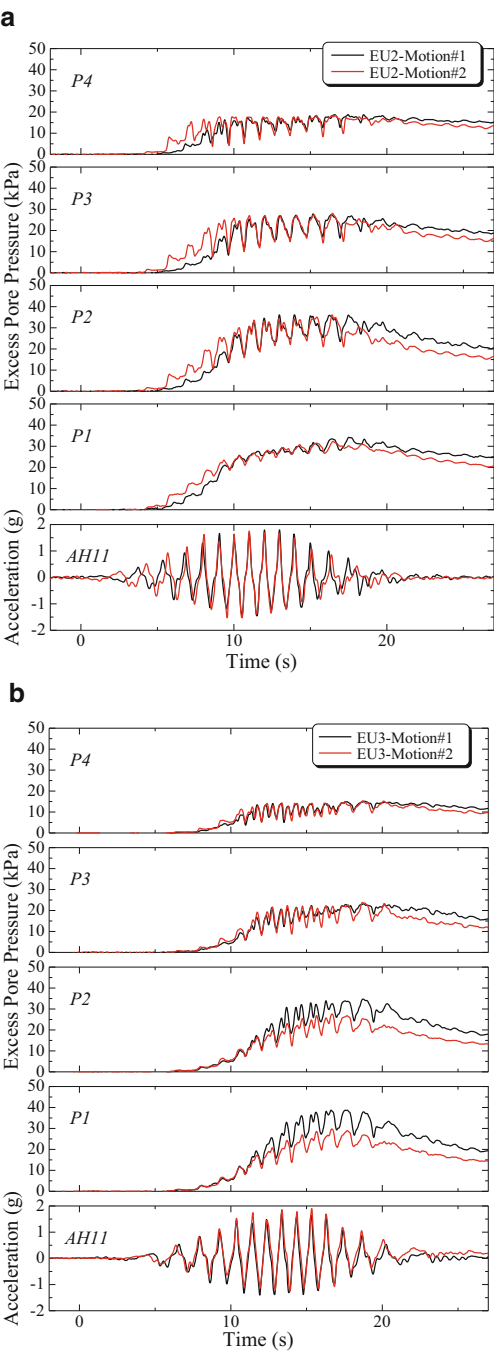 a
EU2-Motion#1
EU2-Motion#2
P4
50
40
30
20
10
0
P3
50
40
30
20
10
0
P2
50
40
30
20
10
0
P1
50
40
30
20
10
0
Excess Pore Pressure (kPa)
AH11
2
1
0
-1
-2
Acceleration (g)
0 10 20
Time (s)
b
EU3-Motion#1
EU3-Motion#2
P4
50
40
30
20
10
0
P3
50
40
30
20
10
0
P2
50
40
30
20
10
0
P1
50
40
30
20
10
0
Excess Pore Pressure (kPa)
AH11
2
1
0
-1
-2
Acceleration (g)
0 10 20
Time (s)